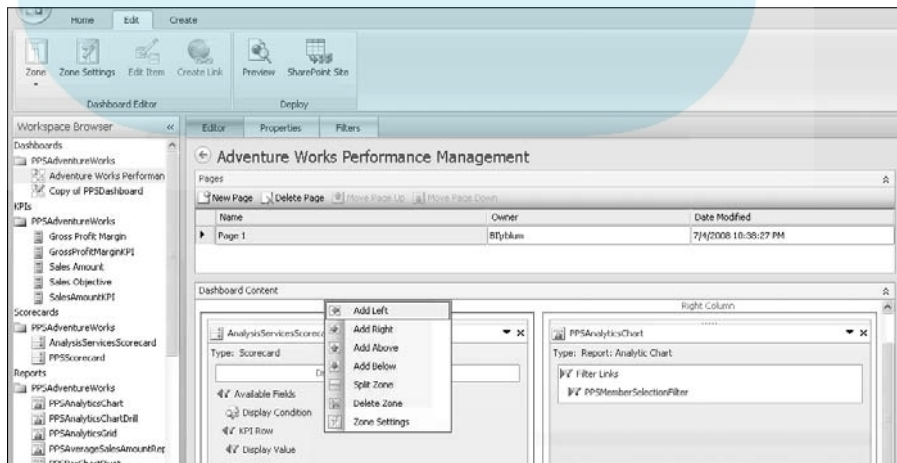 Home Edit Create
Zone Zone Settings Edit Item Create Link Preview SharePoint Site
Dashboard Editor Deploy
Workspace Browser «
Editor Properties Filters
Dashboards
PPSAdventureWorks
Adventure Works Performan
Copy of PPSDashboard
KPIs
PPSAdventureWorks
Gross Profit Margin
GrossProfitMarginKPI
Sales Amount
Sales Objective
SalesAmountKPI
Scorecards
PPSAdventureWorks
AnalysisServicesScorecard
PPSScorecard
Reports
PPSAdventureWorks
PPSAnalyticsChart
PPSAnalyticsChartDrill
PPSAnalyticsGrid
PPSAverageSalesAmountRep
Adventure Works Performance Management
Pages
New Page Delete Page Move Page Up Move Page Down
Name Owner Date Modified
Page 1 7/4/2008 10:38:27 PM
Dashboard Content
Right Column
AnalysisServicesScoreca
Type: Scorecard
Available Fields
Display Condition
KPI Row
Display Value
Add Left
Add Right
Add Above
Add Below
Split Zone
Delete Zone
Zone Settings
PPSAnalyticsChart
Type: Report: Analytic Chart
Filter Links
PPSMemberSelectionFilter